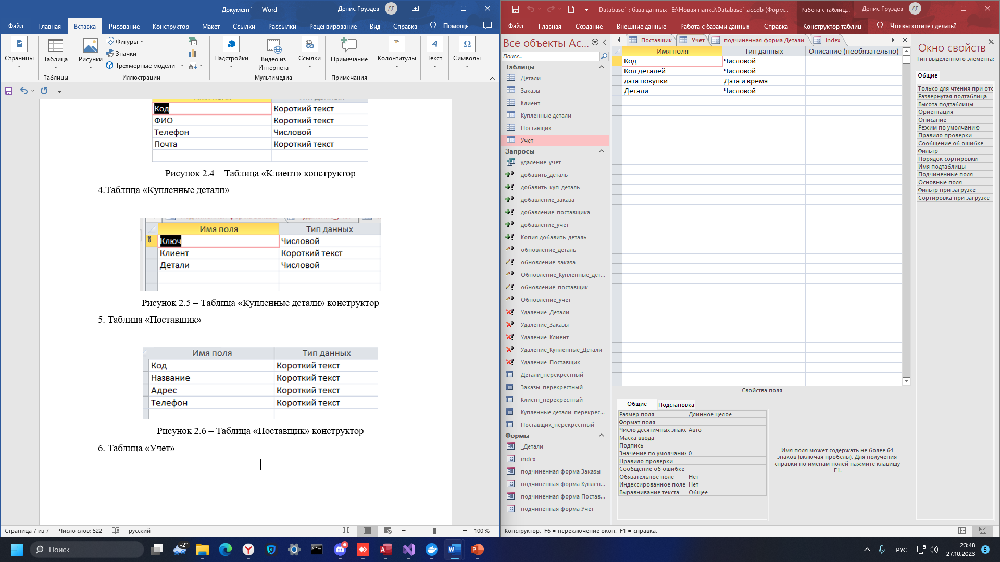 Документ1 - Word
Денис Груздев
ДГ
Файл
Главная
Вставка
Рисование
Конструктор
Макет
Ссылки
Рассылки
Рецензирование
Вид
Справка
Помощн
Страницы
Таблица
Рисунки
Фигуры
Значки
Трехмерные модели
Надстройки
Видео из Интернета
Ссылки
Примечание
Колонтитулы
Текст
Символы
Таблицы
Иллюстрации
Мультимедиа
Примечания
Код Короткий текст
ФИО Короткий текст
Телефон Числовой
Почта Короткий текст
Рисунок 2.4 – Таблица «Клиент» конструктор
4.Таблица «Купленные детали»
Имя поля Тип данных
Ключ Числовой
Клиент Короткий текст
Детали Числовой
Рисунок 2.5 – Таблица «Купленные детали» конструктор
5. Таблица «Поставщик»
Имя поля Тип данных
Код Короткий текст
Название Короткий текст
Адрес Короткий текст
Телефон Короткий текст
Рисунок 2.6 – Таблица «Поставщик» конструктор
6. Таблица «Учет»
Страница 7 из 7
Число слов: 522
русский
100 %
Database1 : база данных- E:\Новая папка\Database1.accdb (Форм...
Работа с таблиц...
Денис Груздев
ДГ
Файл
Главная
Создание
Внешние данные
Работа с базами данных
Справка
Конструктор таблиц
Что вы хотите сделать?
Все объекты Ac...
Поиск...
Таблицы
Детали
Заказы
Клиент
Купленные детали
Поставщик
Учет
Запросы
удаление_учет
добавить_деталь
добавить_куп_деталь
добавление_заказа
добавление_поставщика
добавление_учет
Копия добавить_деталь
обновление_деталь
обновление_заказа
Обновление_Купленные_дет...
обновление_поставщик
Обновление_учет
Удаление_Детали
Удаление_Заказы
Удаление_Клиент
Удаление_Купленные_Детали
Удаление_Поставщик
Детали_перекрестный
Заказы_перекрестный
Клиент_перекрестный
Купленные детали_перекрес...
Поставщик_перекрестный
Формы
_Детали
index
подчиненная форма Заказы
подчиненная форма Куплен...
подчиненная форма Постав...
подчиненная форма Учет
Поставщик
Учет
подчиненная форма Детали
index
Имя поля Тип данных Описание (необязательно)
Код Числовой
Кол деталей Числовой
дата покупки Дата и время
Детали Числовой
Свойства поля
Общие Подстановка
Размер поля Длинное целое
Формат поля
Число десятичных знако Авто
Маска ввода
Подпись
Значение по умолчанию 0
Правило проверки
Сообщение об ошибке
Обязательное поле Нет
Индексированное поле Нет
Выравнивание текста Общее
Имя поля может содержать не более 64
знаков (включая пробелы). Для получения
справки по именам полей нажмите клавишу
F1.
Окно свойств
Тип выделенного элемента:
Общие
Только для чтения при отс
Развернутая подтаблица
Высота подтаблицы
Ориентация
Описание
Режим по умолчанию
Правило проверки
Сообщение об ошибке
Фильтр
Порядок сортировки
Имя подтаблицы
Подчиненные поля
Основные поля
Фильтр при загрузке
Сортировка при загрузке
Конструктор. F6 = переключение окон. F1 = справка.
Поиск
-2°
РУС
23:48
27.10.2023
5